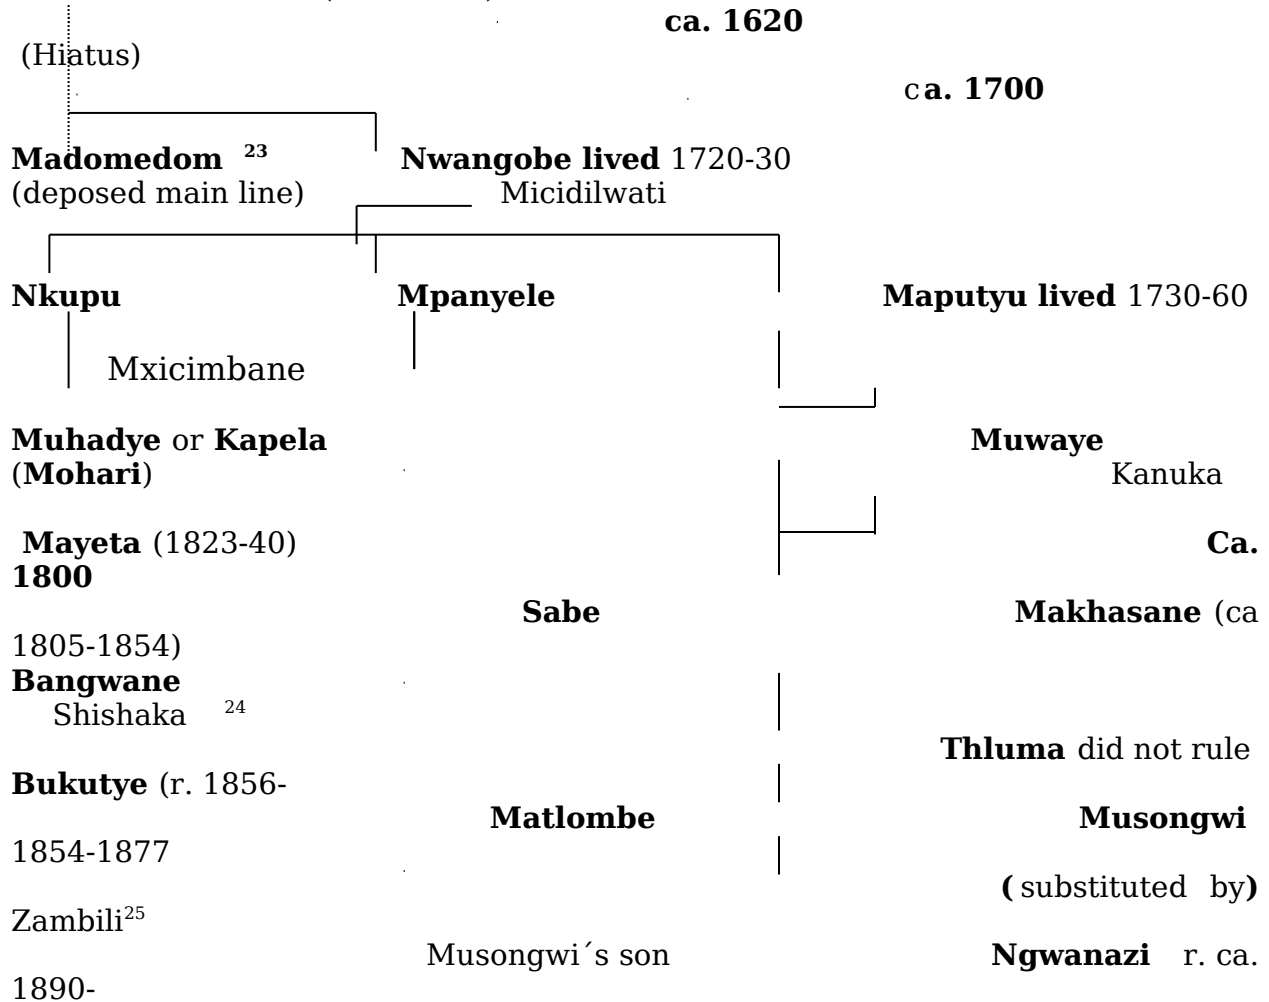 ca. 1620
(Hiatus)
ca. 1700
Madomedom 23 Nwangobe lived 1720-30
(deposed main line) Micidilwati
Nkupu Mpanyele Maputyu lived 1730-60
Mxicimbane
Muhadye or Kapela Muwaye
(Mohari) Kanuka
Mayeta (1823-40) Ca.
1800
Sabe Makhasane (ca
1805-1854)
Bangwane
Shishaka 24
Thluma did not rule
Bukutye (r. 1856-
Matlombe Musongwi
1854-1877
( substituted by)
Zambili25
Musongwi´s son Ngwanazi r. ca.
1890-